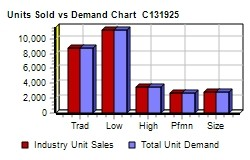 Units Sold vs Demand Chart C131925
10,000
8,000
6,000
4,000
2,000
0
Trad Low High Pfmn Size
Industry Unit Sales Total Unit Demand